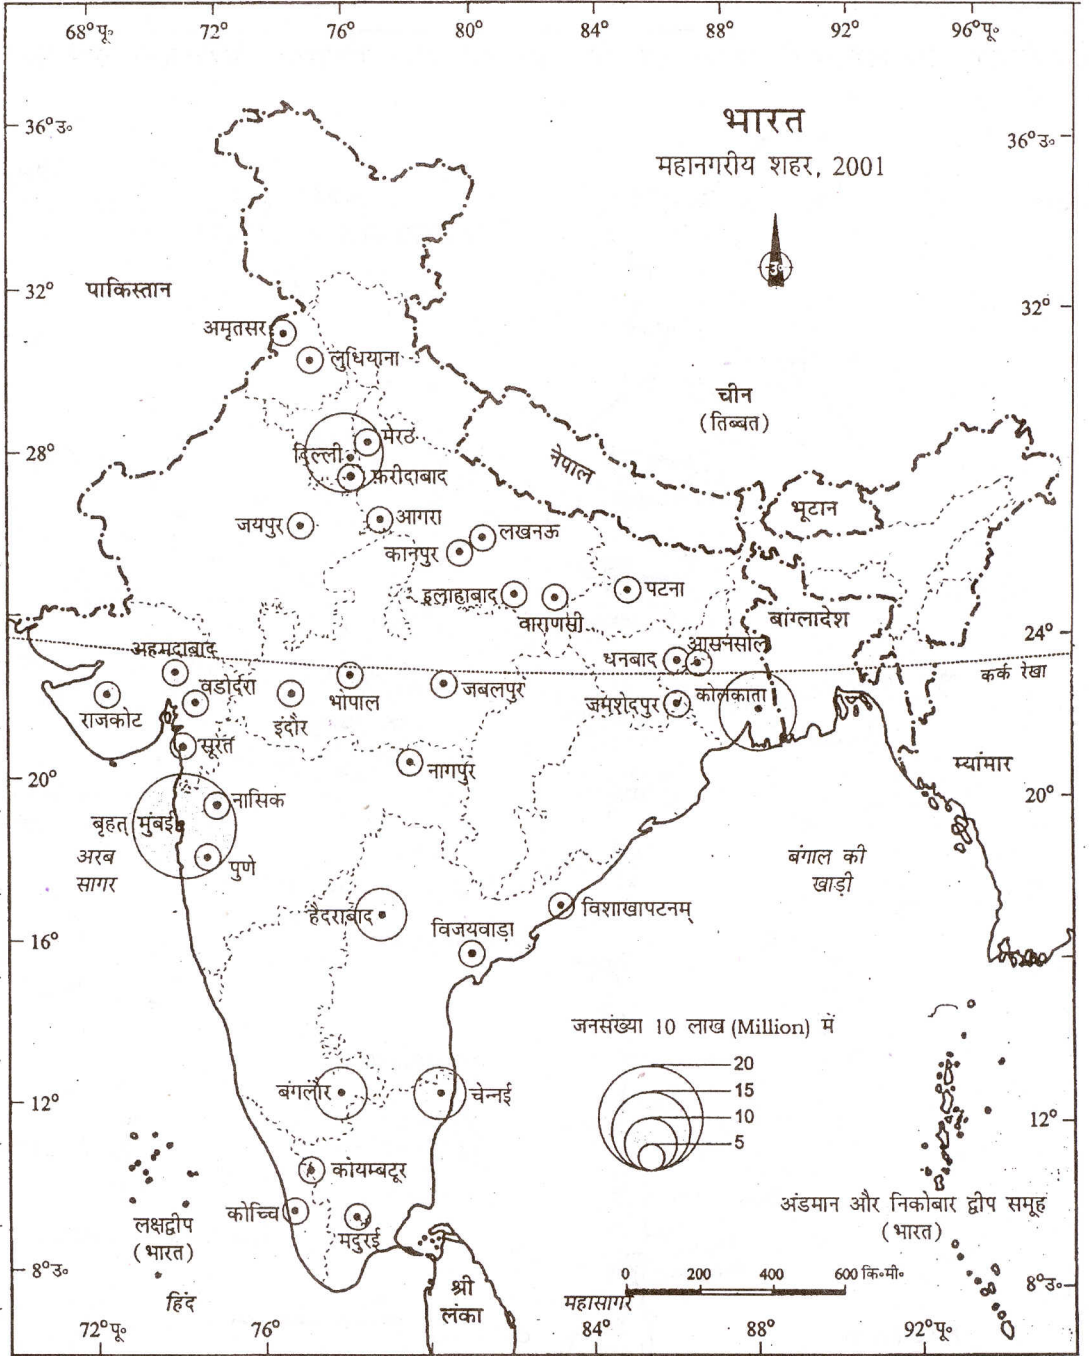 68°पू॰ 72° 76° 80° 84° 88° 92° 96°पू॰
36°उ॰
भारत
36°उ॰
महानगरीय शहर, 2001
उ॰
32°
पाकिस्तान
32°
अमृतसर
लुधियाना
चीन
(तिब्बत)
मेरठ
28°
दिल्ली
नेपाल
फ़रीदाबाद
भूटान
जयपुर
आगरा
लखनऊ
कानपुर
इलाहाबाद
पटना
वाराणसी
बांग्लादेश
24°
अहमदाबाद
आसनसोल
धनबाद
कर्क रेखा
वडोदरा
भोपाल
जबलपुर
जमशेदपुर
कोलकाता
राजकोट
इंदौर
सूरत
नागपुर
म्यांमार
20°
20°
नासिक
बृहत् मुंबई
अरब
सागर
पुणे
बंगाल की
खाड़ी
हैदराबाद
विशाखापटनम्
विजयवाड़ा
16°
जनसंख्या 10 लाख (Million) में
20
15
10
5
बंगलौर
चेन्नई
12°
12°
कोयम्बटूर
कोच्चि
मदुरई
लक्षद्वीप
(भारत)
अंडमान और निकोबार द्वीप समूह
(भारत)
8°उ॰
श्री
लंका
0 200 400 600 कि॰मी॰
8°उ॰
हिंद
महासागर
72°पू॰ 76° 84° 88° 92°पू॰